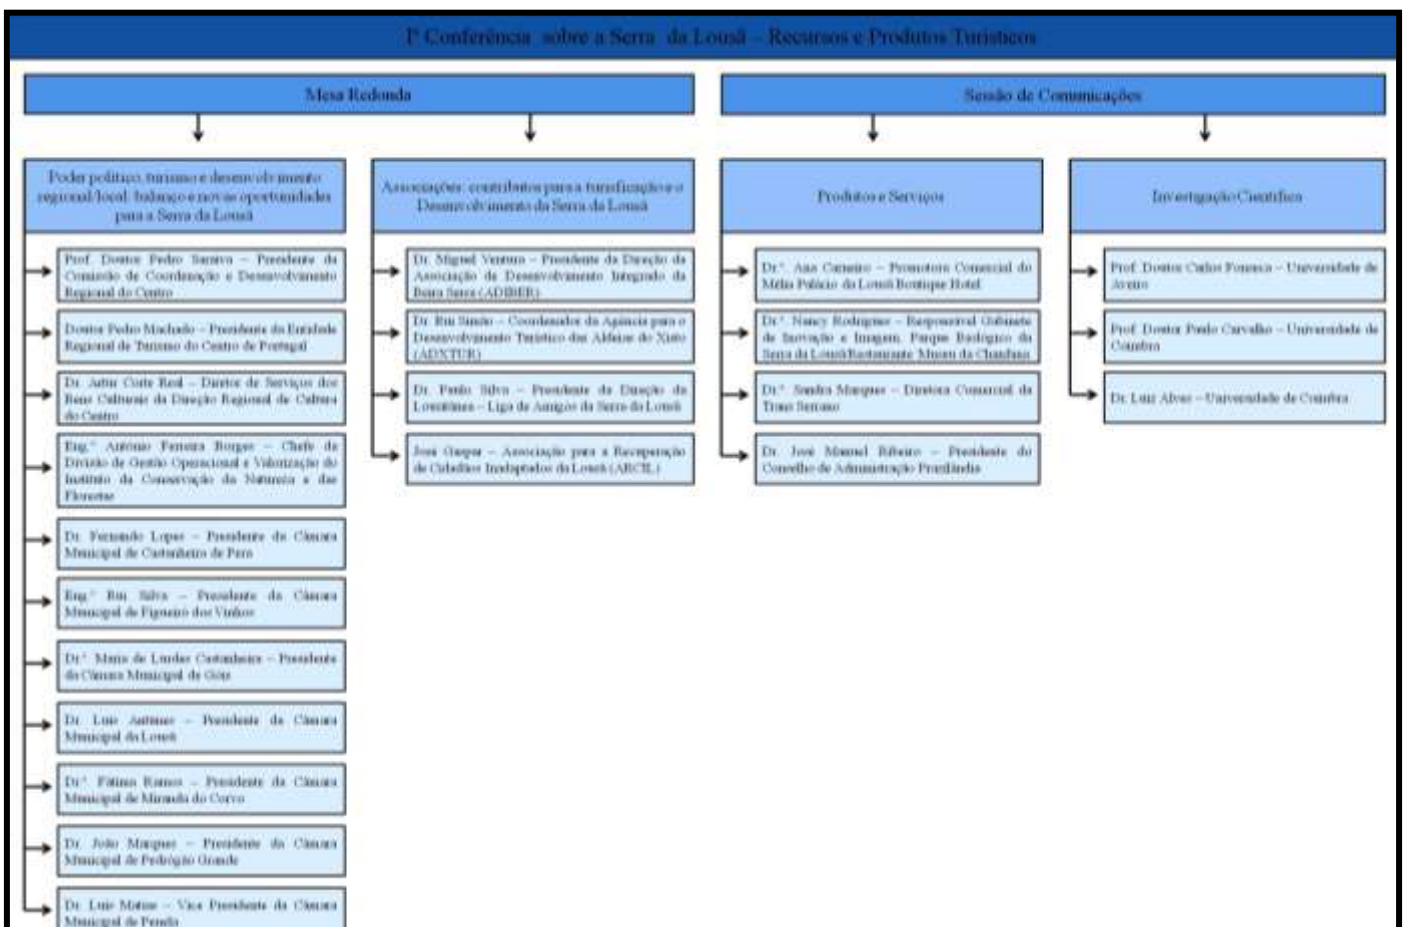 Iª Conferência sobre a Serra da Lousã – Recursos e Produtos Turísticos
Mesa Redonda
Sessão de Comunicações
Poder político, turismo e desenvolvimento
regional/local: balanço e novas oportunidades
para a Serra da Lousã
Prof. Doutor Pedro Saraiva – Presidente da
Comissão de Coordenação e Desenvolvimento
Regional do Centro
Doutor Pedro Machado – Presidente da Entidade
Regional de Turismo do Centro de Portugal
Dr. Artur Corte Real – Diretor de Serviços dos
Bens Culturais da Direção Regional de Cultura
do Centro
Eng.º António Ferreira Borges – Chefe de
Divisão de Gestão Operacional e Valorização do
Instituto da Conservação da Natureza e das
Florestas
Dr. Fernando Lopes – Presidente da Câmara
Municipal de Castanheira de Pera
Eng.º Rui Silva – Presidente da Câmara
Municipal de Figueiró dos Vinhos
Dr.ª Maria de Lurdes Castanheira – Presidente
da Câmara Municipal de Góis
Dr. Luís Antunes – Presidente da Câmara
Municipal da Lousã
Dr.ª Fátima Ramos – Presidente da Câmara
Municipal de Miranda do Corvo
Dr. João Marques – Presidente da Câmara
Municipal de Pedrógão Grande
Dr. Luís Matias – Vice Presidente da Câmara
Municipal de Penela
Associações: contributos para a turistificação e o
Desenvolvimento da Serra da Lousã
Dr. Miguel Ventura – Presidente da Direção da
Associação de Desenvolvimento Integrado da
Beira Serra (ADIBER)
Dr. Rui Simão – Coordenador da Agência para o
Desenvolvimento Turístico das Aldeias do Xisto
(ADXTUR)
Dr. Paulo Silva – Presidente da Direção da
Lousitânea – Liga de Amigos da Serra da Lousã
José Gaspar – Associação para a Recuperação
de Cidadãos Inadaptados da Lousã (ARCIL)
Produtos e Serviços
Dr.ª. Ana Carneiro – Promotora Comercial do
Mélia Palácio da Lousã Boutique Hotel
Dr.ª Nancy Rodrigues – Responsável Gabinete
de Inovação e Imagem, Parque Biológico da
Serra da Lousã/Restaurante Museu da Chanfana
Dr.ª Sandra Marques – Diretora Comercial da
Trans Serrano
Dr. José Manuel Ribeiro – Presidente do
Conselho de Administração Prazilândia
Investigação Científica
Prof. Doutor Carlos Fonseca – Universidade de
Aveiro
Prof. Doutor Paulo Carvalho – Universidade de
Coimbra
Dr. Luiz Alves – Universidade de Coimbra